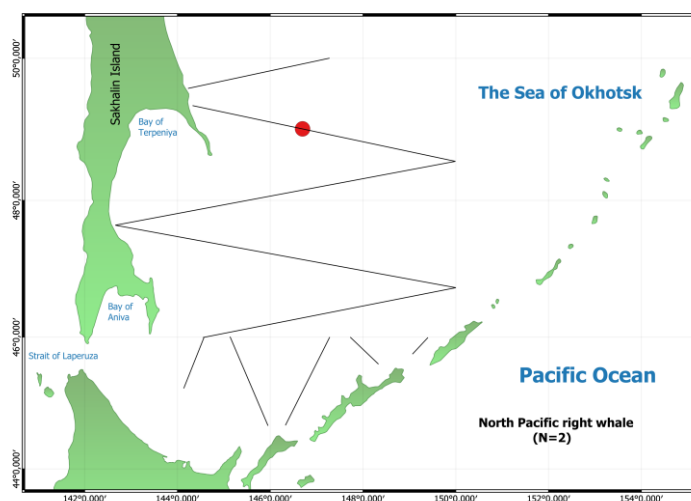 50°0,000'
48°0,000'
46°0,000'
44°0,000'
Sakhalin Island
Bay of
Terpeniya
The Sea of Okhotsk
Bay of
Aniva
Strait of Laperuza
Pacific Ocean
North Pacific right whale
(N=2)
142°0,000'
144°0,000'
146°0,000'
148°0,000'
150°0,000'
152°0,000'
154°0,000'